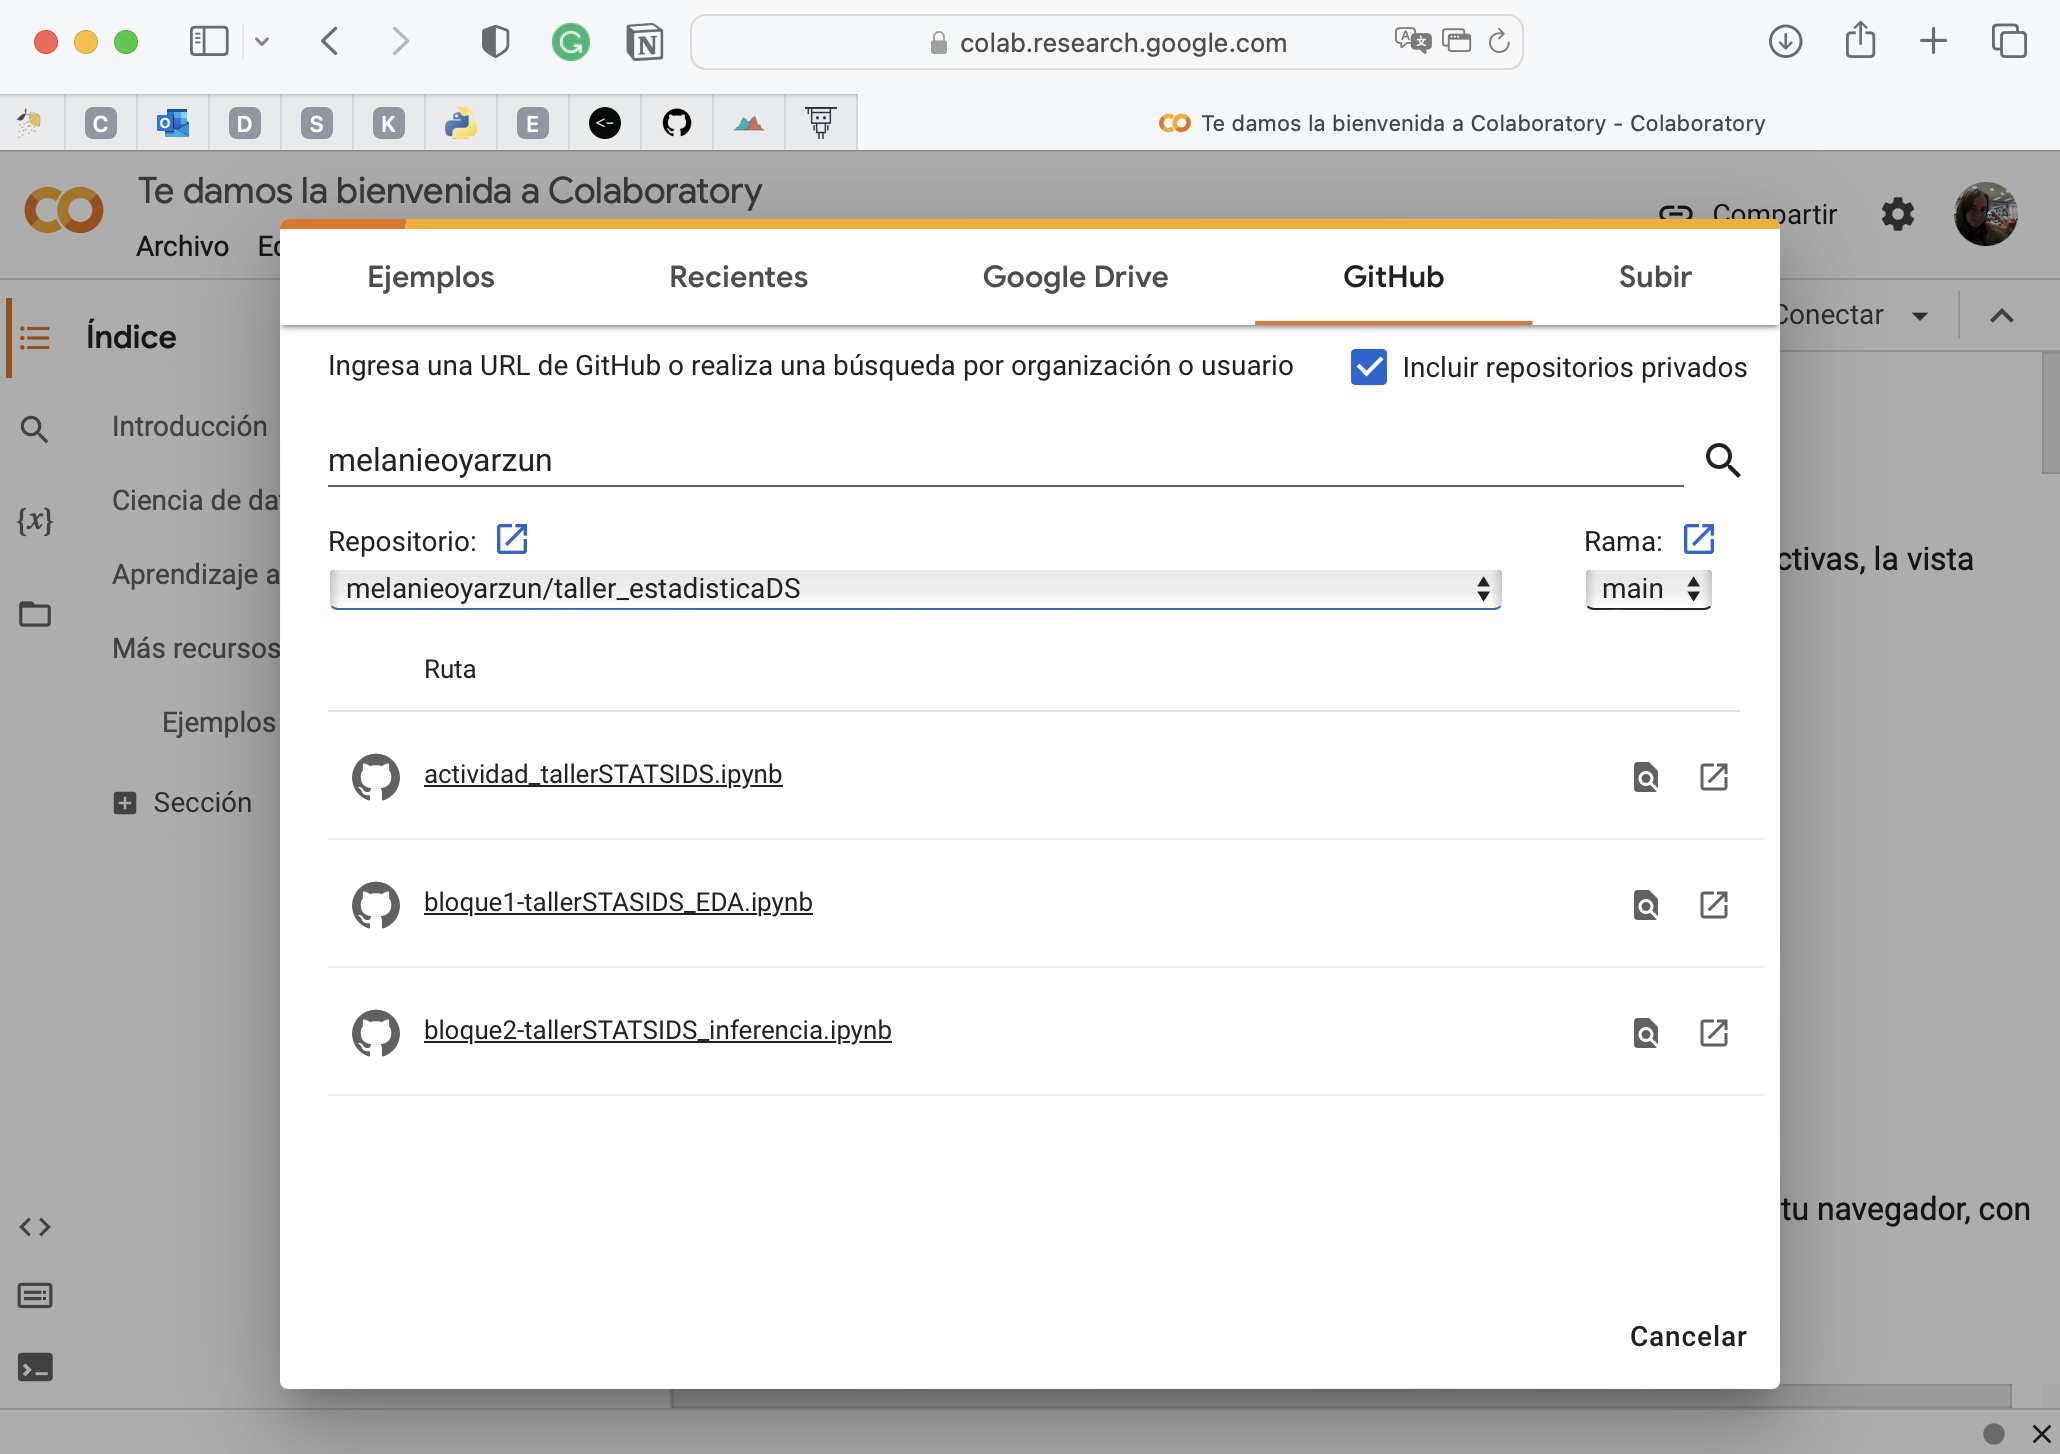 colab.research.google.com
C D S K E
Te damos la bienvenida a Colaboratory - Colaboratory
Te damos la bienvenida a Colaboratory
Compartir
Archivo Ed
Ejemplos Recientes Google Drive GitHub Subir
Conectar
Índice
Ingresa una URL de GitHub o realiza una búsqueda por organización o usuario
Incluir repositorios privados
Introducción
melanieoyarzun
Ciencia de da
{x}
Repositorio:
Rama:
ctivas, la vista
Aprendizaje a
melanieoyarzun/taller_estadisticaDS
main
Más recursos
Ruta
Ejemplos
actividad_tallerSTATSIDS.ipynb
Sección
bloque1-tallerSTASIDS_EDA.ipynb
bloque2-tallerSTATSIDS_inferencia.ipynb
tu navegador, con
Cancelar